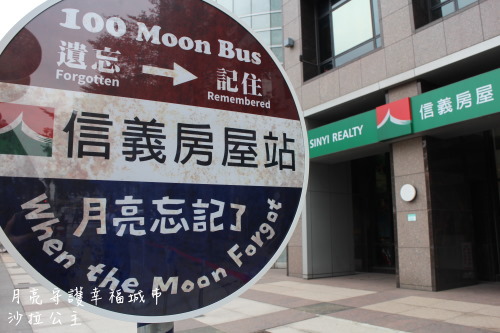 100 Moon Bus
遺忘 → 記住
Forgotten Remembered
信義房屋站
月亮忘記了
When the Moon Forgot
SINYI REALTY 信義房屋
月亮守護幸福城市
沙拉公主